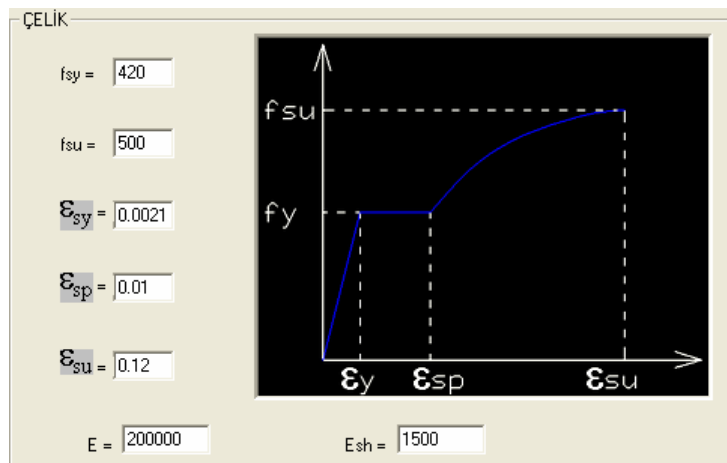 ÇELİK
fsy = 420
fsu = 500
εsy = 0.0021
εsp = 0.01
εsu = 0.12
E = 200000
Esh = 1500
fsu
fy
εy εsp εsu